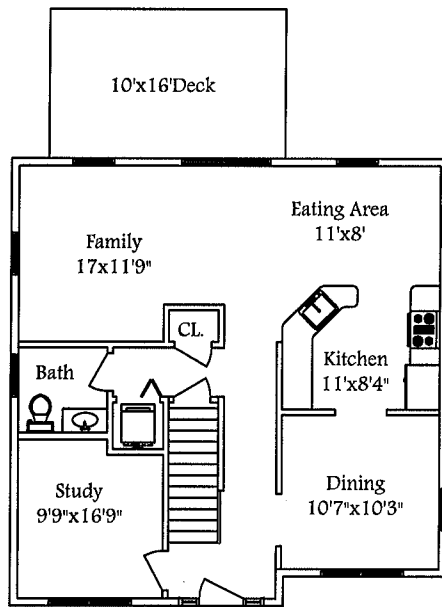 10'x16'Deck
Eating Area
11'x8'
Family
17x11'9"
CL.
Kitchen
11'x8'4"
Bath
Study
9'9"x16'9"
Dining
10'7"x10'3"